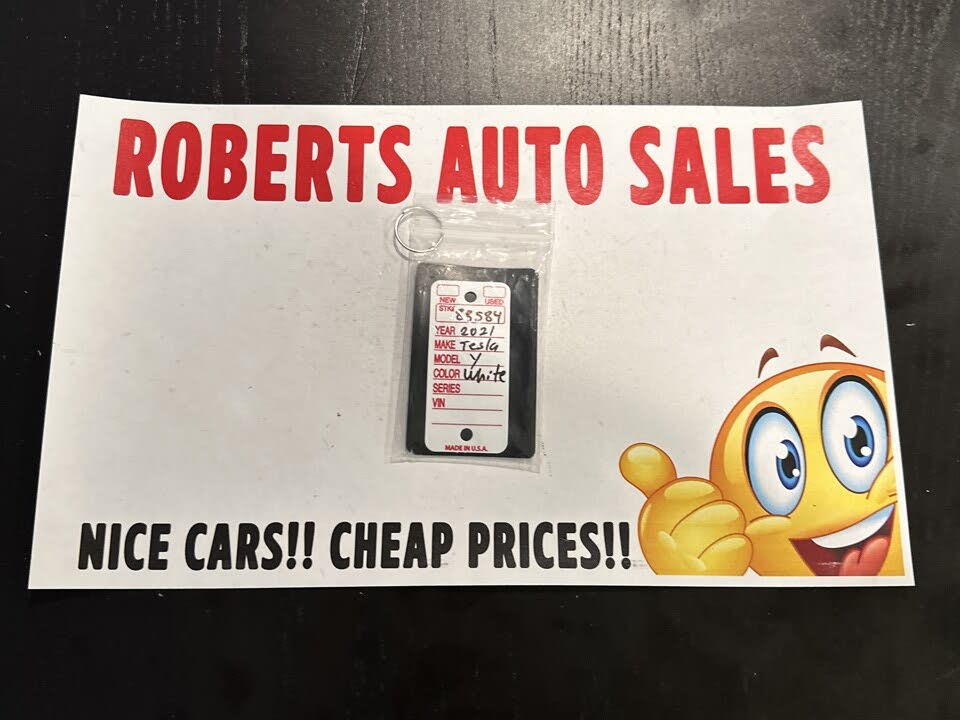 ROBERTS AUTO SALES
NEW USED
STK# 83584
YEAR 2021
MAKE Tesla
MODEL Y
COLOR White
SERIES
VIN
MADE IN U.S.A.
NICE CARS!! CHEAP PRICES!!